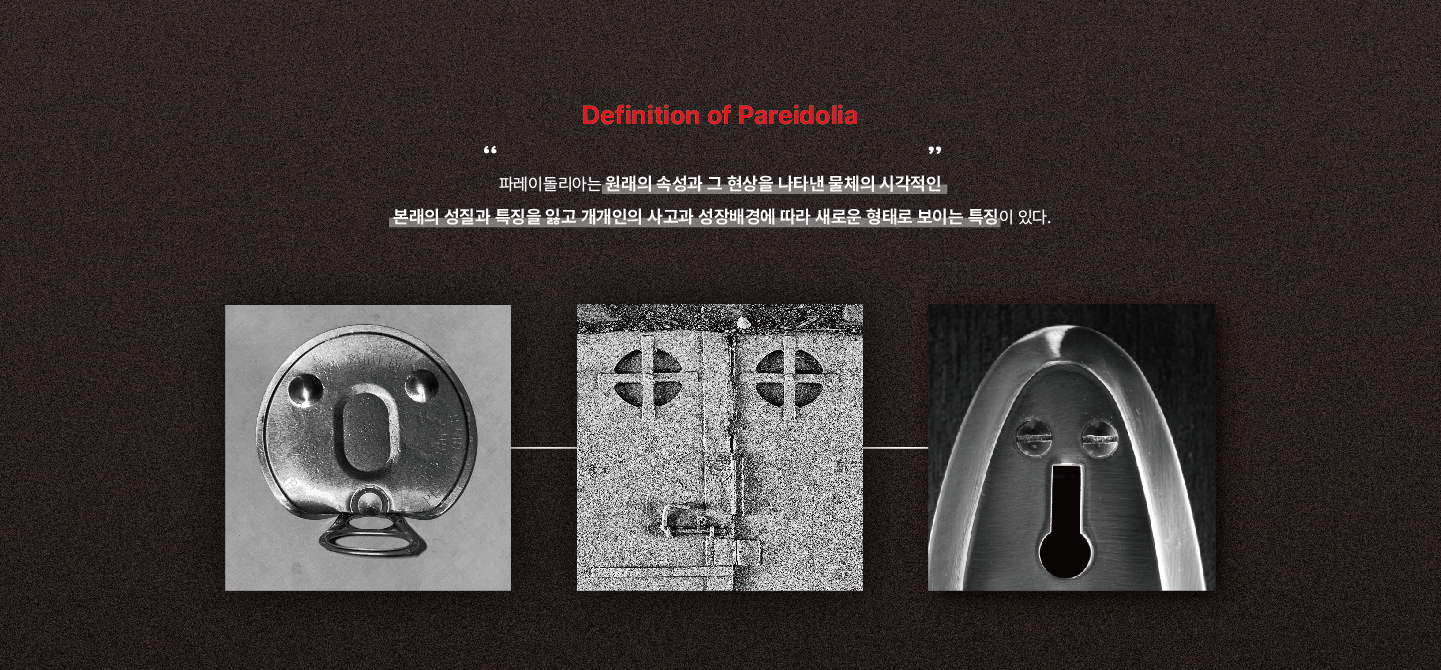 Definition of Pareidolia
“ ”
파레이돌리아는 원래의 속성과 그 현상을 나타낸 물체의 시각적인
본래의 성질과 특징을 잃고 개개인의 사고과 성장배경에 따라 새로운 형태로 보이는 특징이 있다.